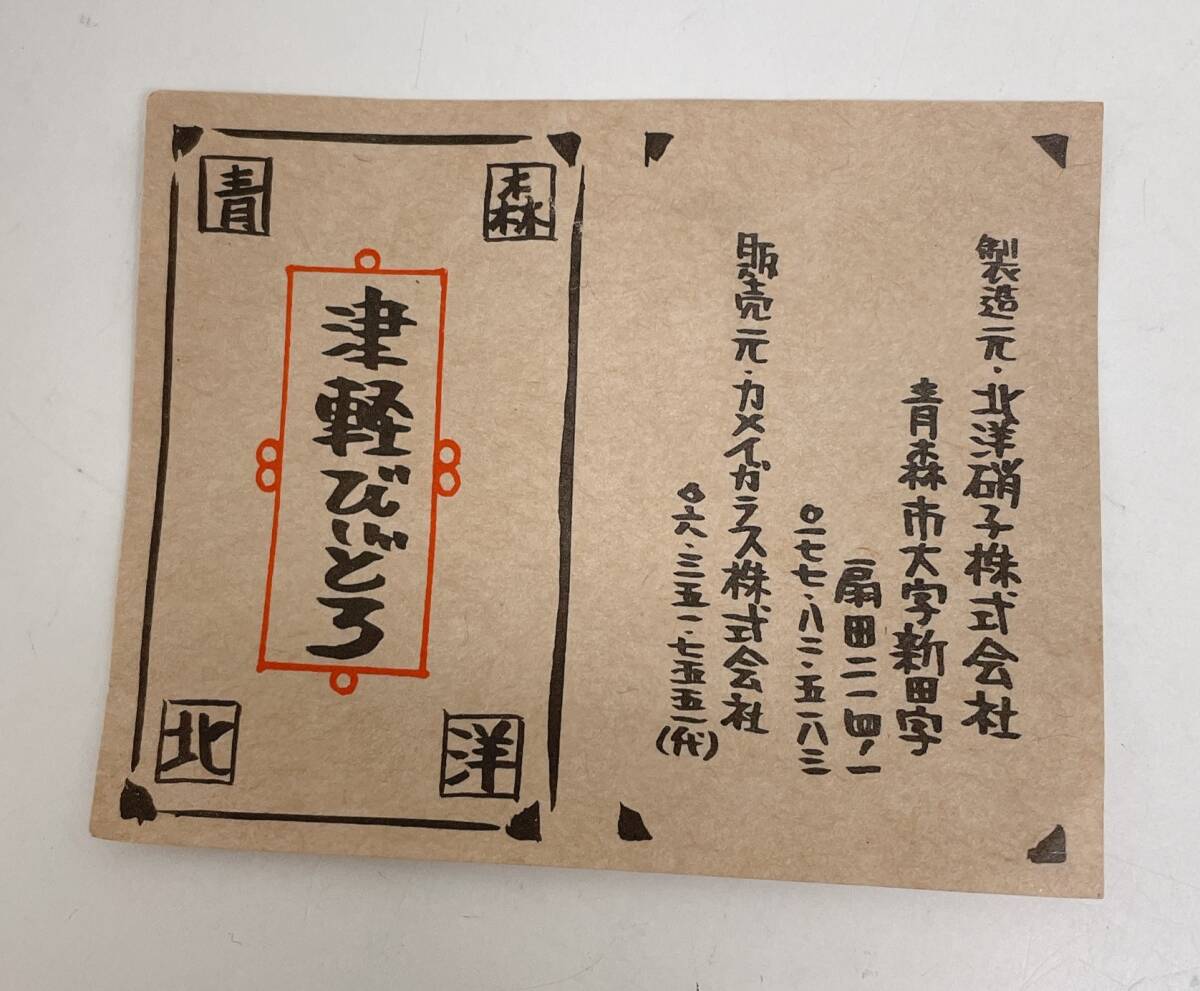 製造元・北洋硝子株式会社
青森市大字新田字
扇田二一四ノ一
〇一七七・八二・五一八三
販売元・カメイガラス株式会社
〇六・三五一・七五五一(代)
青森
津軽びいどろ
北洋